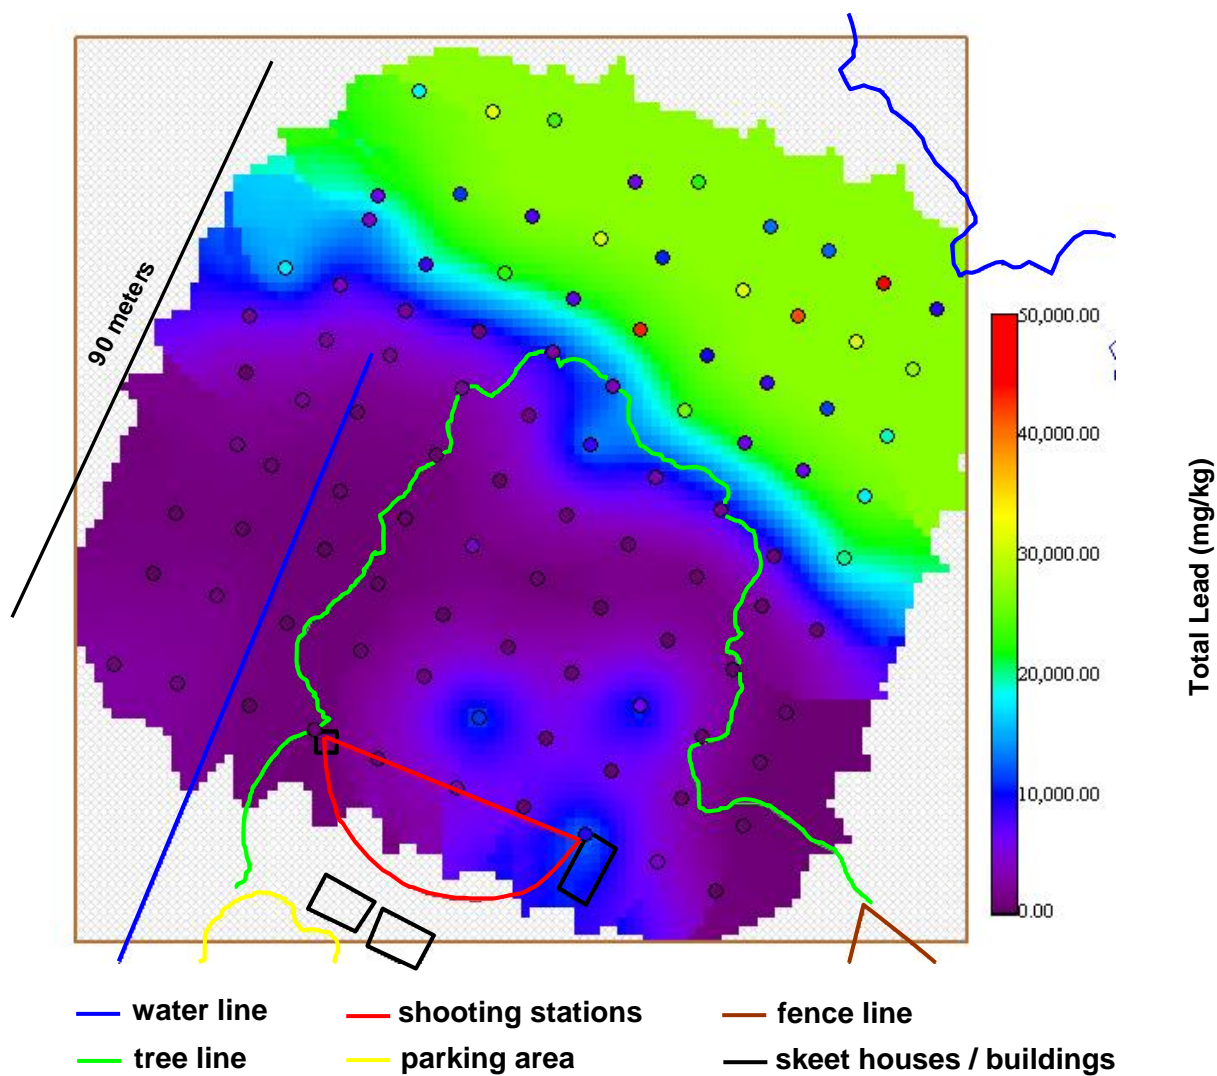 90 meters
50,000.00
40,000.00
30,000.00
20,000.00
10,000.00
0.00
Total Lead (mg/kg)
water line
shooting stations
fence line
tree line
parking area
skeet houses / buildings